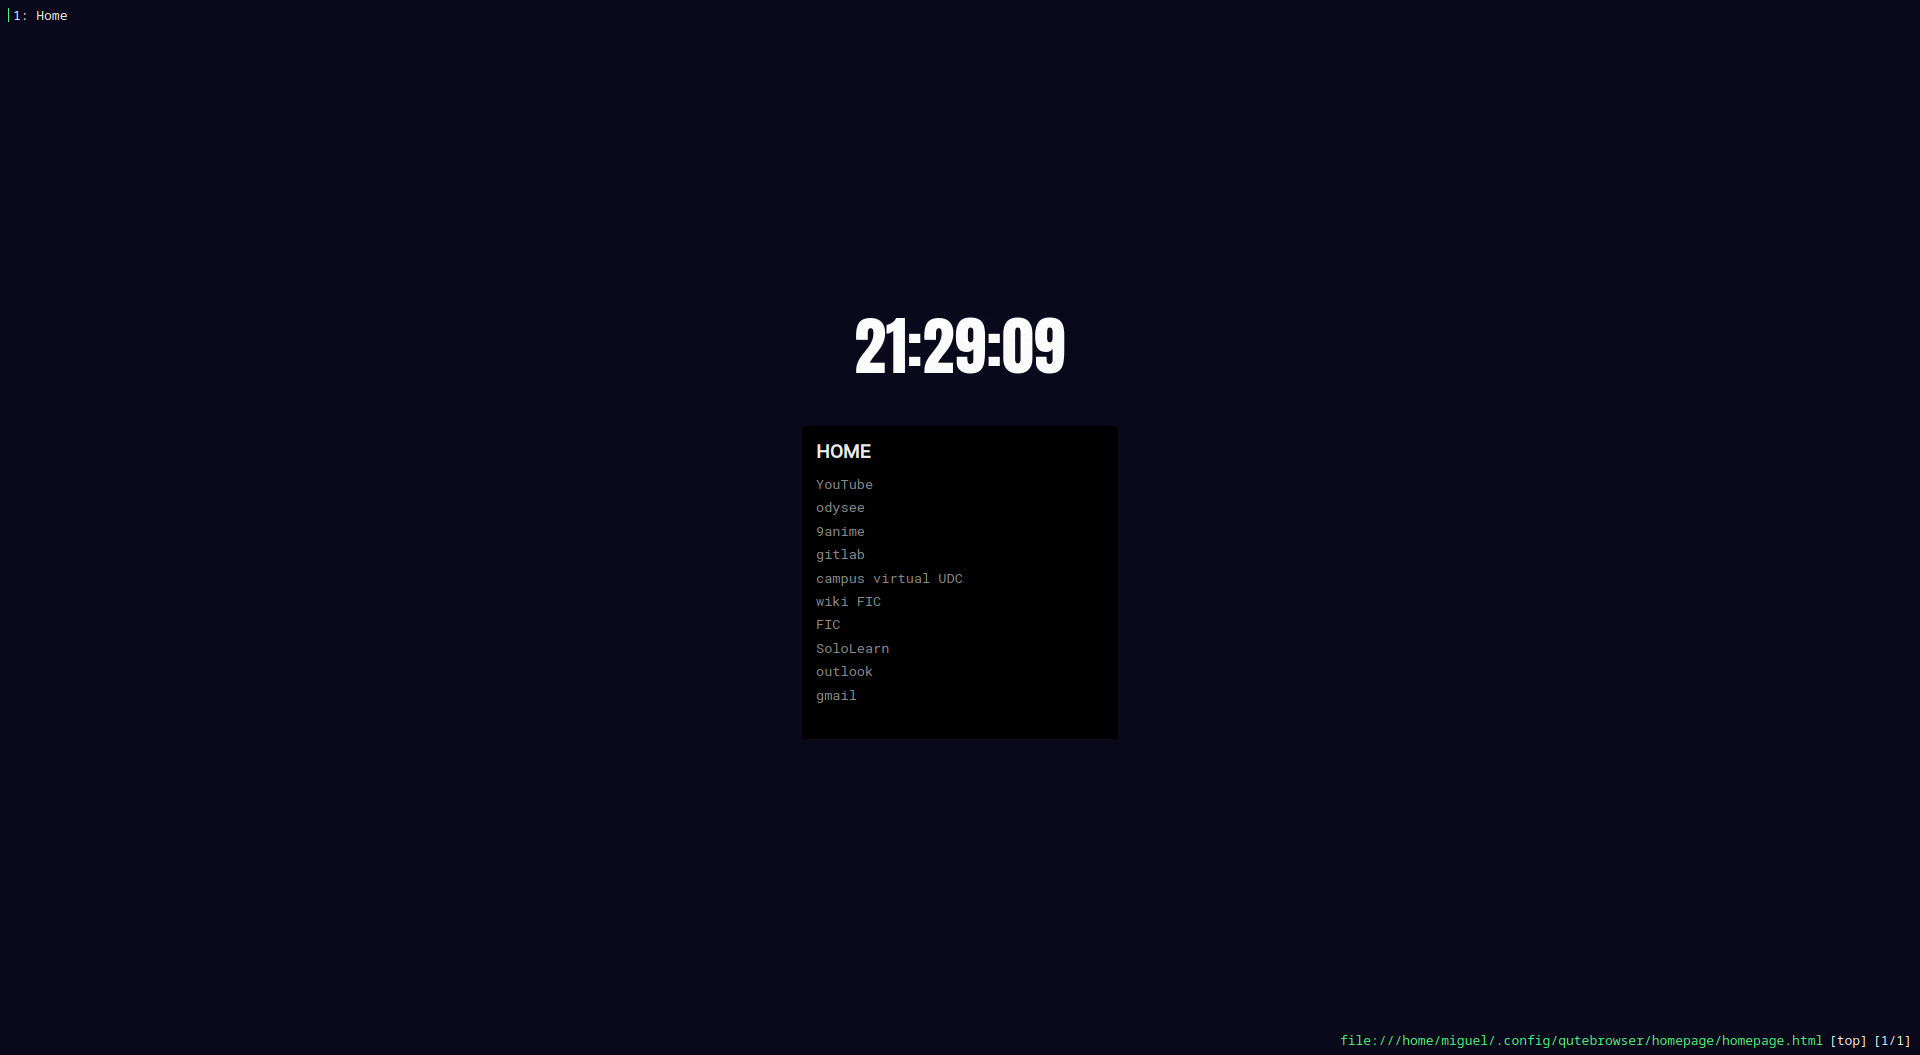 1: Home
21:29:09
HOME
YouTube
odysee
9anime
gitlab
campus virtual UDC
wiki FIC
FIC
SoloLearn
outlook
gmail
file:///home/miguel/.config/qutebrowser/homepage/homepage.html [top] [1/1]